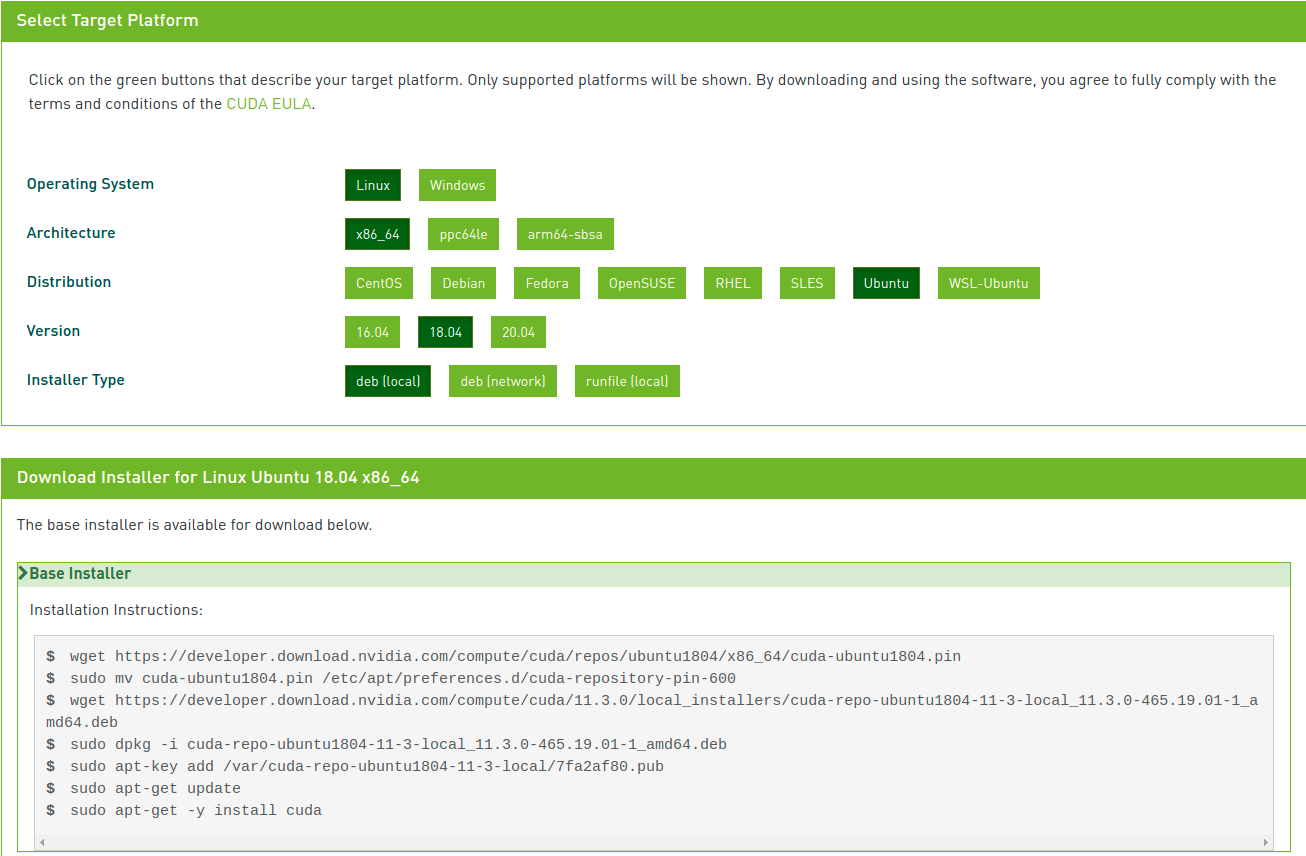 Select Target Platform
Click on the green buttons that describe your target platform. Only supported platforms will be shown. By downloading and using the software, you agree to fully comply with the
terms and conditions of the CUDA EULA.
Operating System Linux Windows
Architecture x86_64 ppc64le arm64-sbsa
Distribution CentOS Debian Fedora OpenSUSE RHEL SLES Ubuntu WSL-Ubuntu
Version 16.04 18.04 20.04
Installer Type deb (local) deb (network) runfile (local)
Download Installer for Linux Ubuntu 18.04 x86_64
The base installer is available for download below.
Base Installer
Installation Instructions:
$ wget https://developer.download.nvidia.com/compute/cuda/repos/ubuntu1804/x86_64/cuda-ubuntu1804.pin
$ sudo mv cuda-ubuntu1804.pin /etc/apt/preferences.d/cuda-repository-pin-600
$ wget https://developer.download.nvidia.com/compute/cuda/11.3.0/local_installers/cuda-repo-ubuntu1804-11-3-local_11.3.0-465.19.01-1_a
md64.deb
$ sudo dpkg -i cuda-repo-ubuntu1804-11-3-local_11.3.0-465.19.01-1_amd64.deb
$ sudo apt-key add /var/cuda-repo-ubuntu1804-11-3-local/7fa2af80.pub
$ sudo apt-get update
$ sudo apt-get -y install cuda